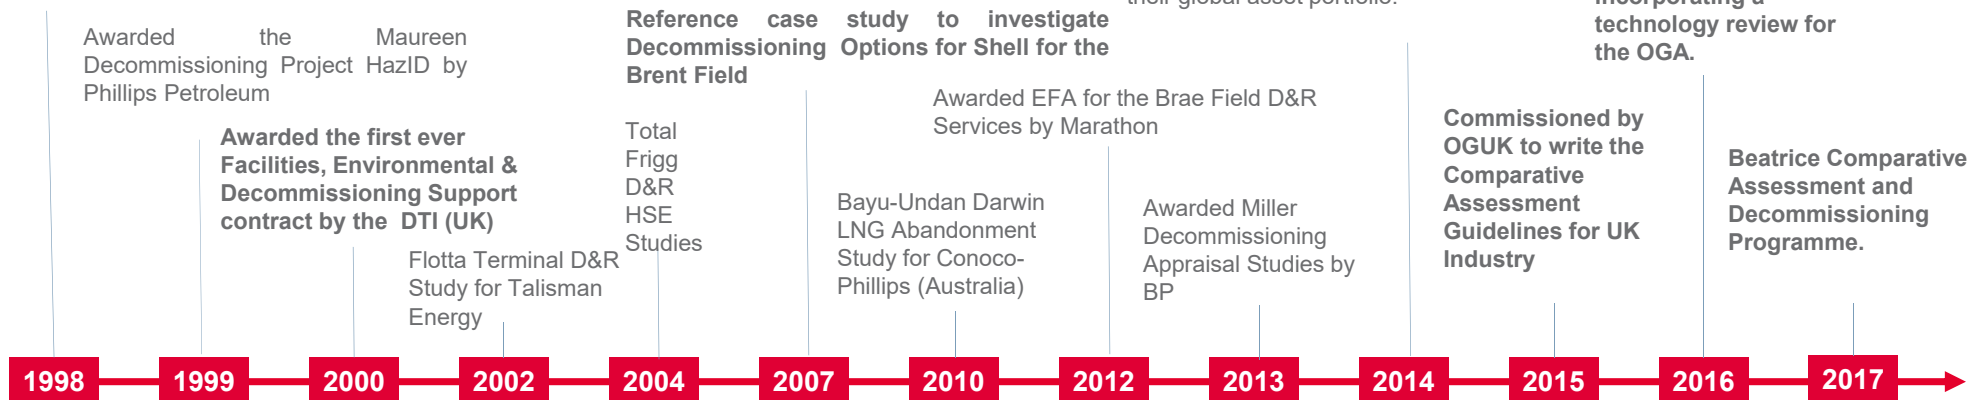 their global asset portfolio.
incorporating a
technology review for
the OGA.
Reference case study to investigate
Decommissioning Options for Shell for the
Brent Field
Awarded the Maureen
Decommissioning Project HazID by
Phillips Petroleum
Awarded EFA for the Brae Field D&R
Services by Marathon
Awarded the first ever
Facilities, Environmental &
Decommissioning Support
contract by the DTI (UK)
Total
Frigg
D&R
HSE
Studies
Commissioned by
OGUK to write the
Comparative
Assessment
Guidelines for UK
Industry
Beatrice Comparative
Assessment and
Decommissioning
Programme.
Flotta Terminal D&R
Study for Talisman
Energy
Bayu-Undan Darwin
LNG Abandonment
Study for Conoco-
Phillips (Australia)
Awarded Miller
Decommissioning
Appraisal Studies by
BP
1998
1999
2000
2002
2004
2007
2010
2012
2013
2014
2015
2016
2017